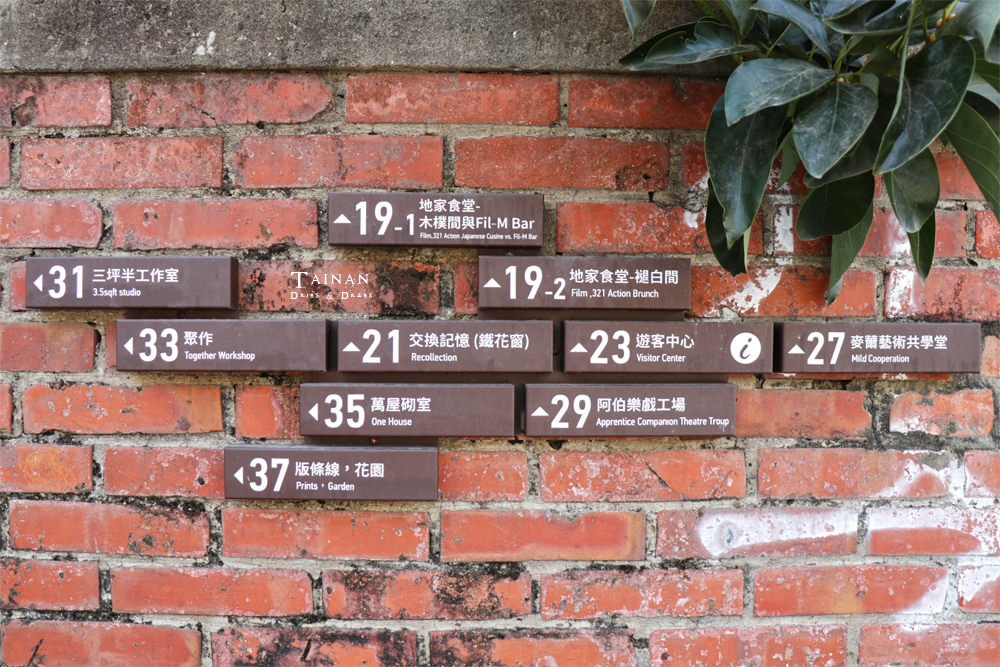 19-1 地家食堂-
木樸間與Fil-M Bar
Film,321 Action Japanese Cusine vs. Fil-M Bar
31 三坪半工作室
3.5sqft studio
TAINAN
DRIPS & DRABS
19-2 地家食堂-褪白間
Film ,321 Action Brunch
33 聚作
Together Workshop
21 交換記憶 (鐵花窗)
Recollection
23 遊客中心
Visitor Center
i
27 麥薾藝術共學堂
Mild Cooperation
35 萬屋砌室
One House
29 阿伯樂戲工場
Apprentice Companion Theatre Troup
37 版條線，花園
Prints，Garden